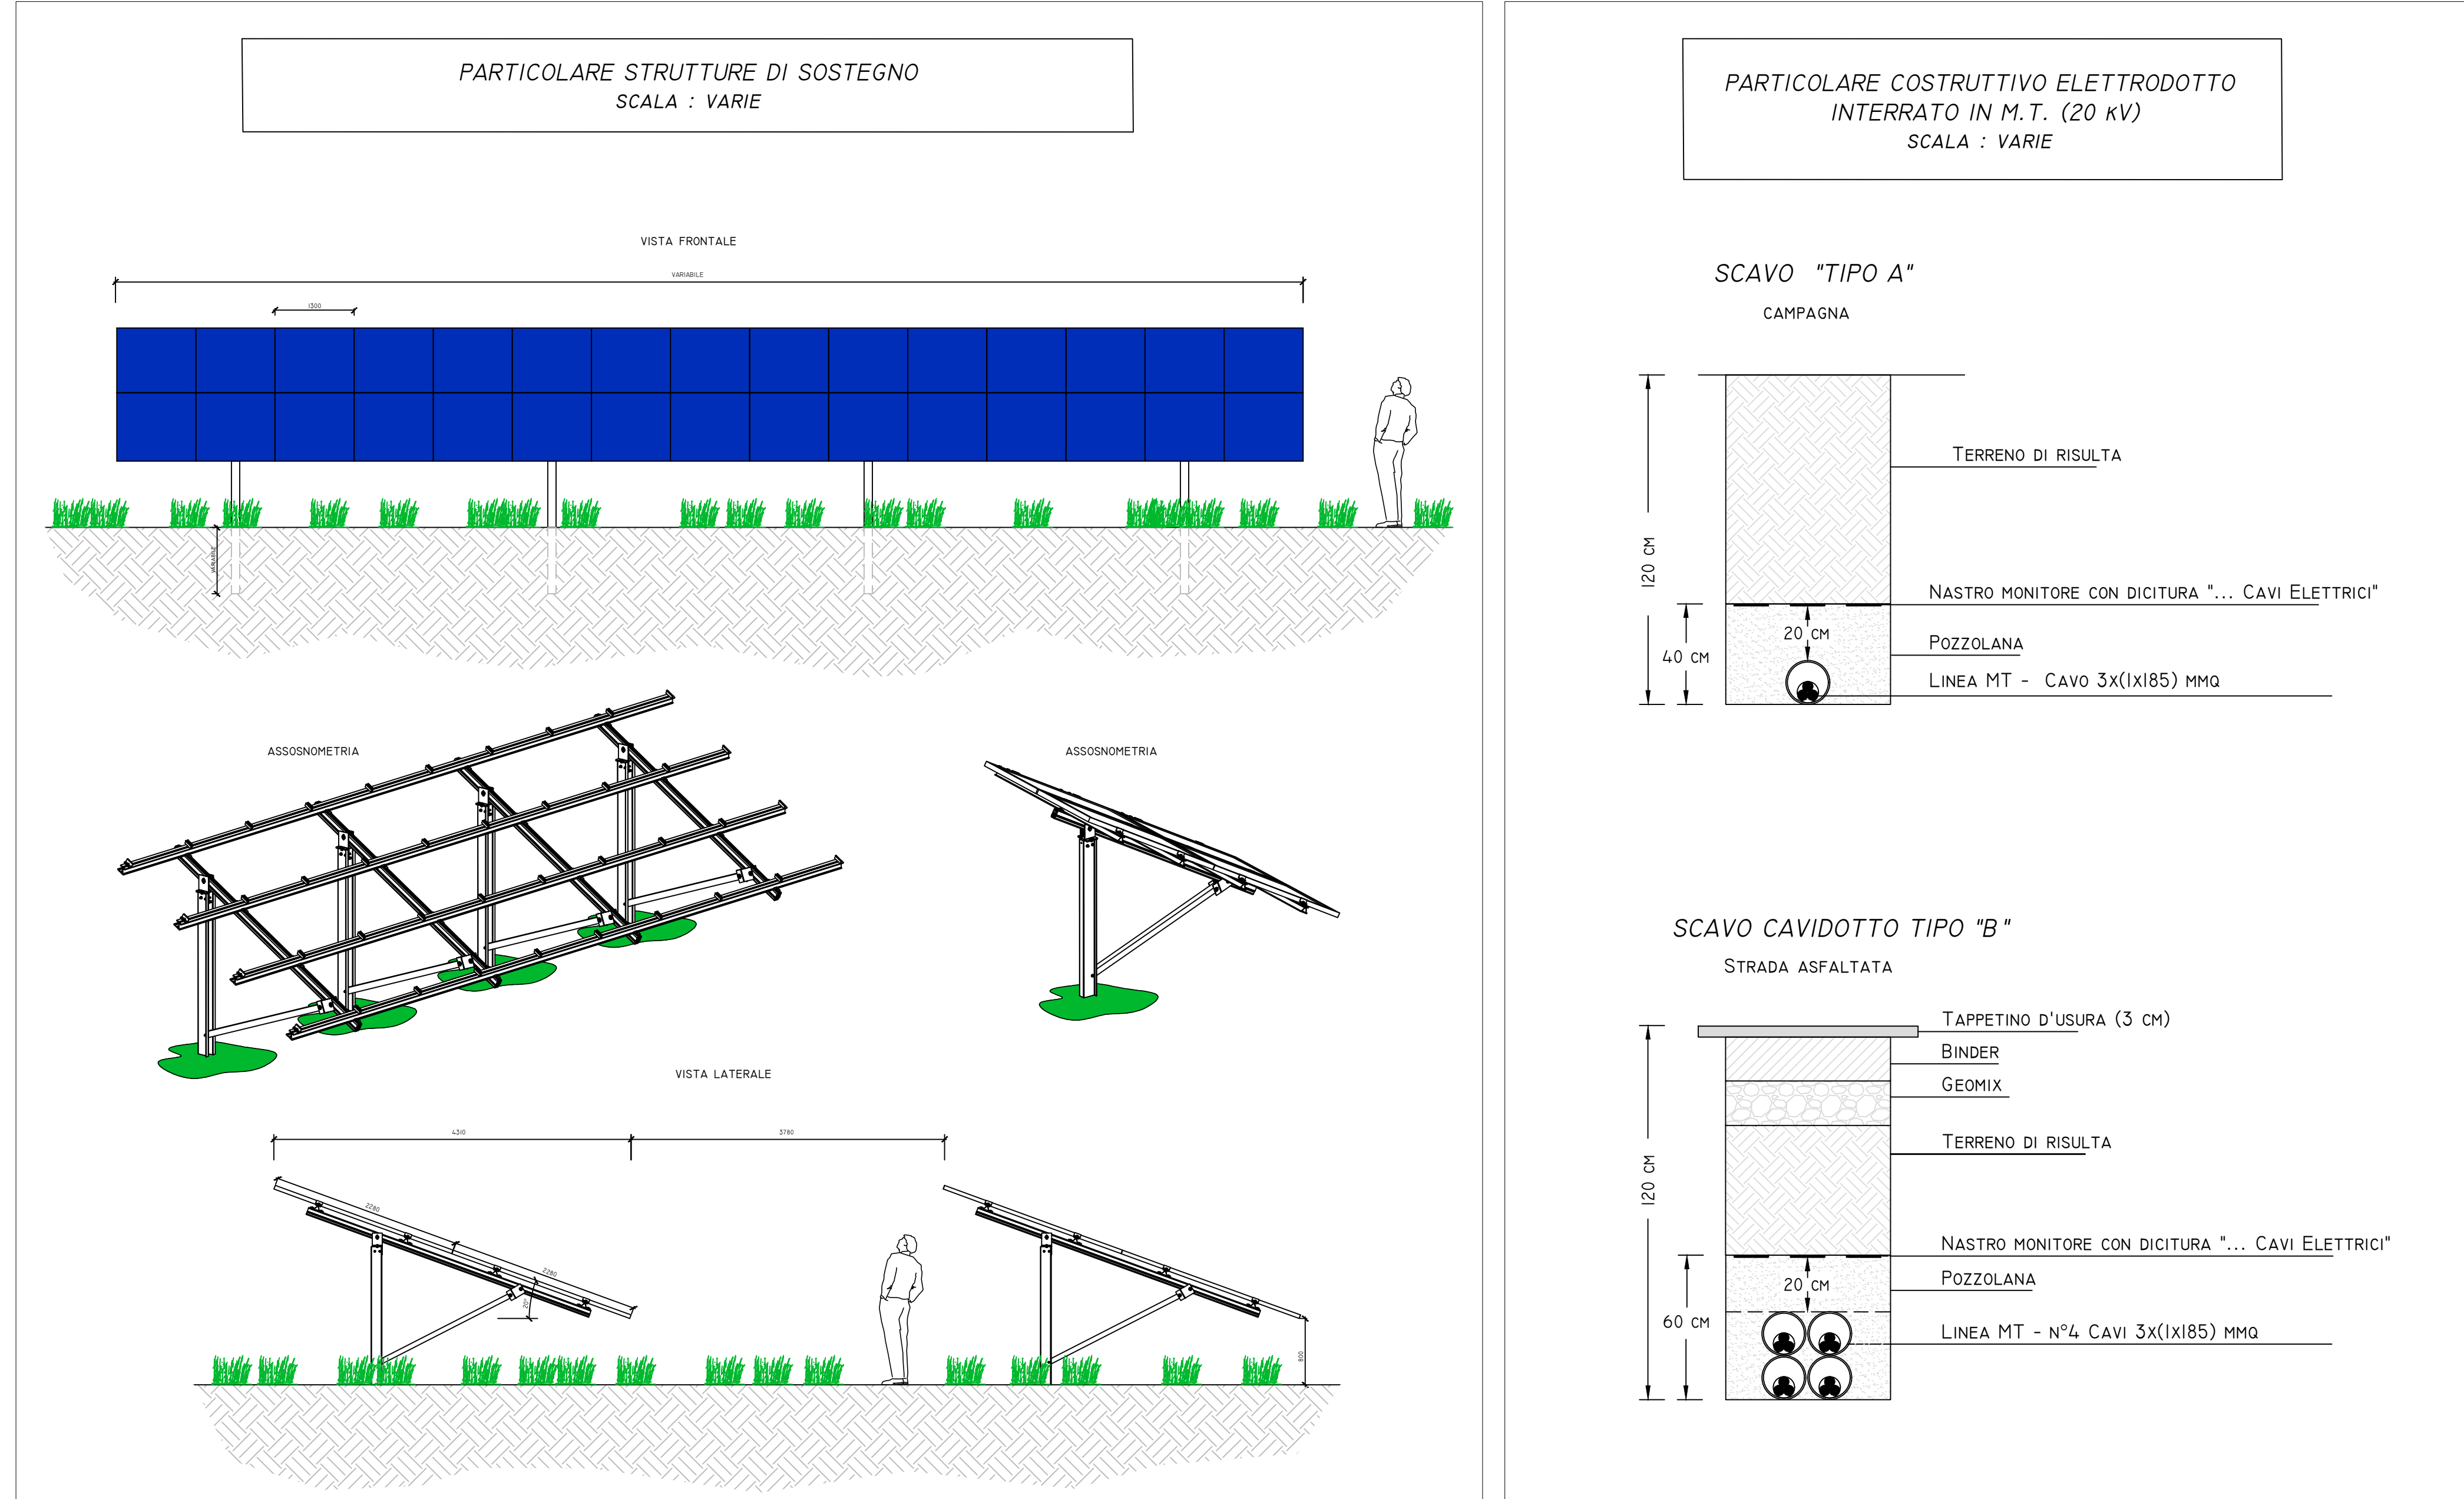 PARTICOLARE STRUTTURE DI SOSTEGNO
SCALA : VARIE
VISTA FRONTALE
VARIABILE
1300
VARIABILE
ASSOSNOMETRIA
ASSOSNOMETRIA
VISTA LATERALE
4310
3780
2280
2280
20°
800
PARTICOLARE COSTRUTTIVO ELETTRODOTTO
INTERRATO IN M.T. (20 KV)
SCALA : VARIE
SCAVO "TIPO A"
CAMPAGNA
TERRENO DI RISULTA
120 CM
NASTRO MONITORE CON DICITURA "... CAVI ELETTRICI"
20 CM
POZZOLANA
40 CM
LINEA MT - CAVO 3X(1X185) MMQ
SCAVO CAVIDOTTO TIPO "B"
STRADA ASFALTATA
TAPPETINO D'USURA (3 CM)
BINDER
GEOMIX
TERRENO DI RISULTA
120 CM
NASTRO MONITORE CON DICITURA "... CAVI ELETTRICI"
POZZOLANA
20 CM
60 CM
LINEA MT - N°4 CAVI 3X(1X185) MMQ